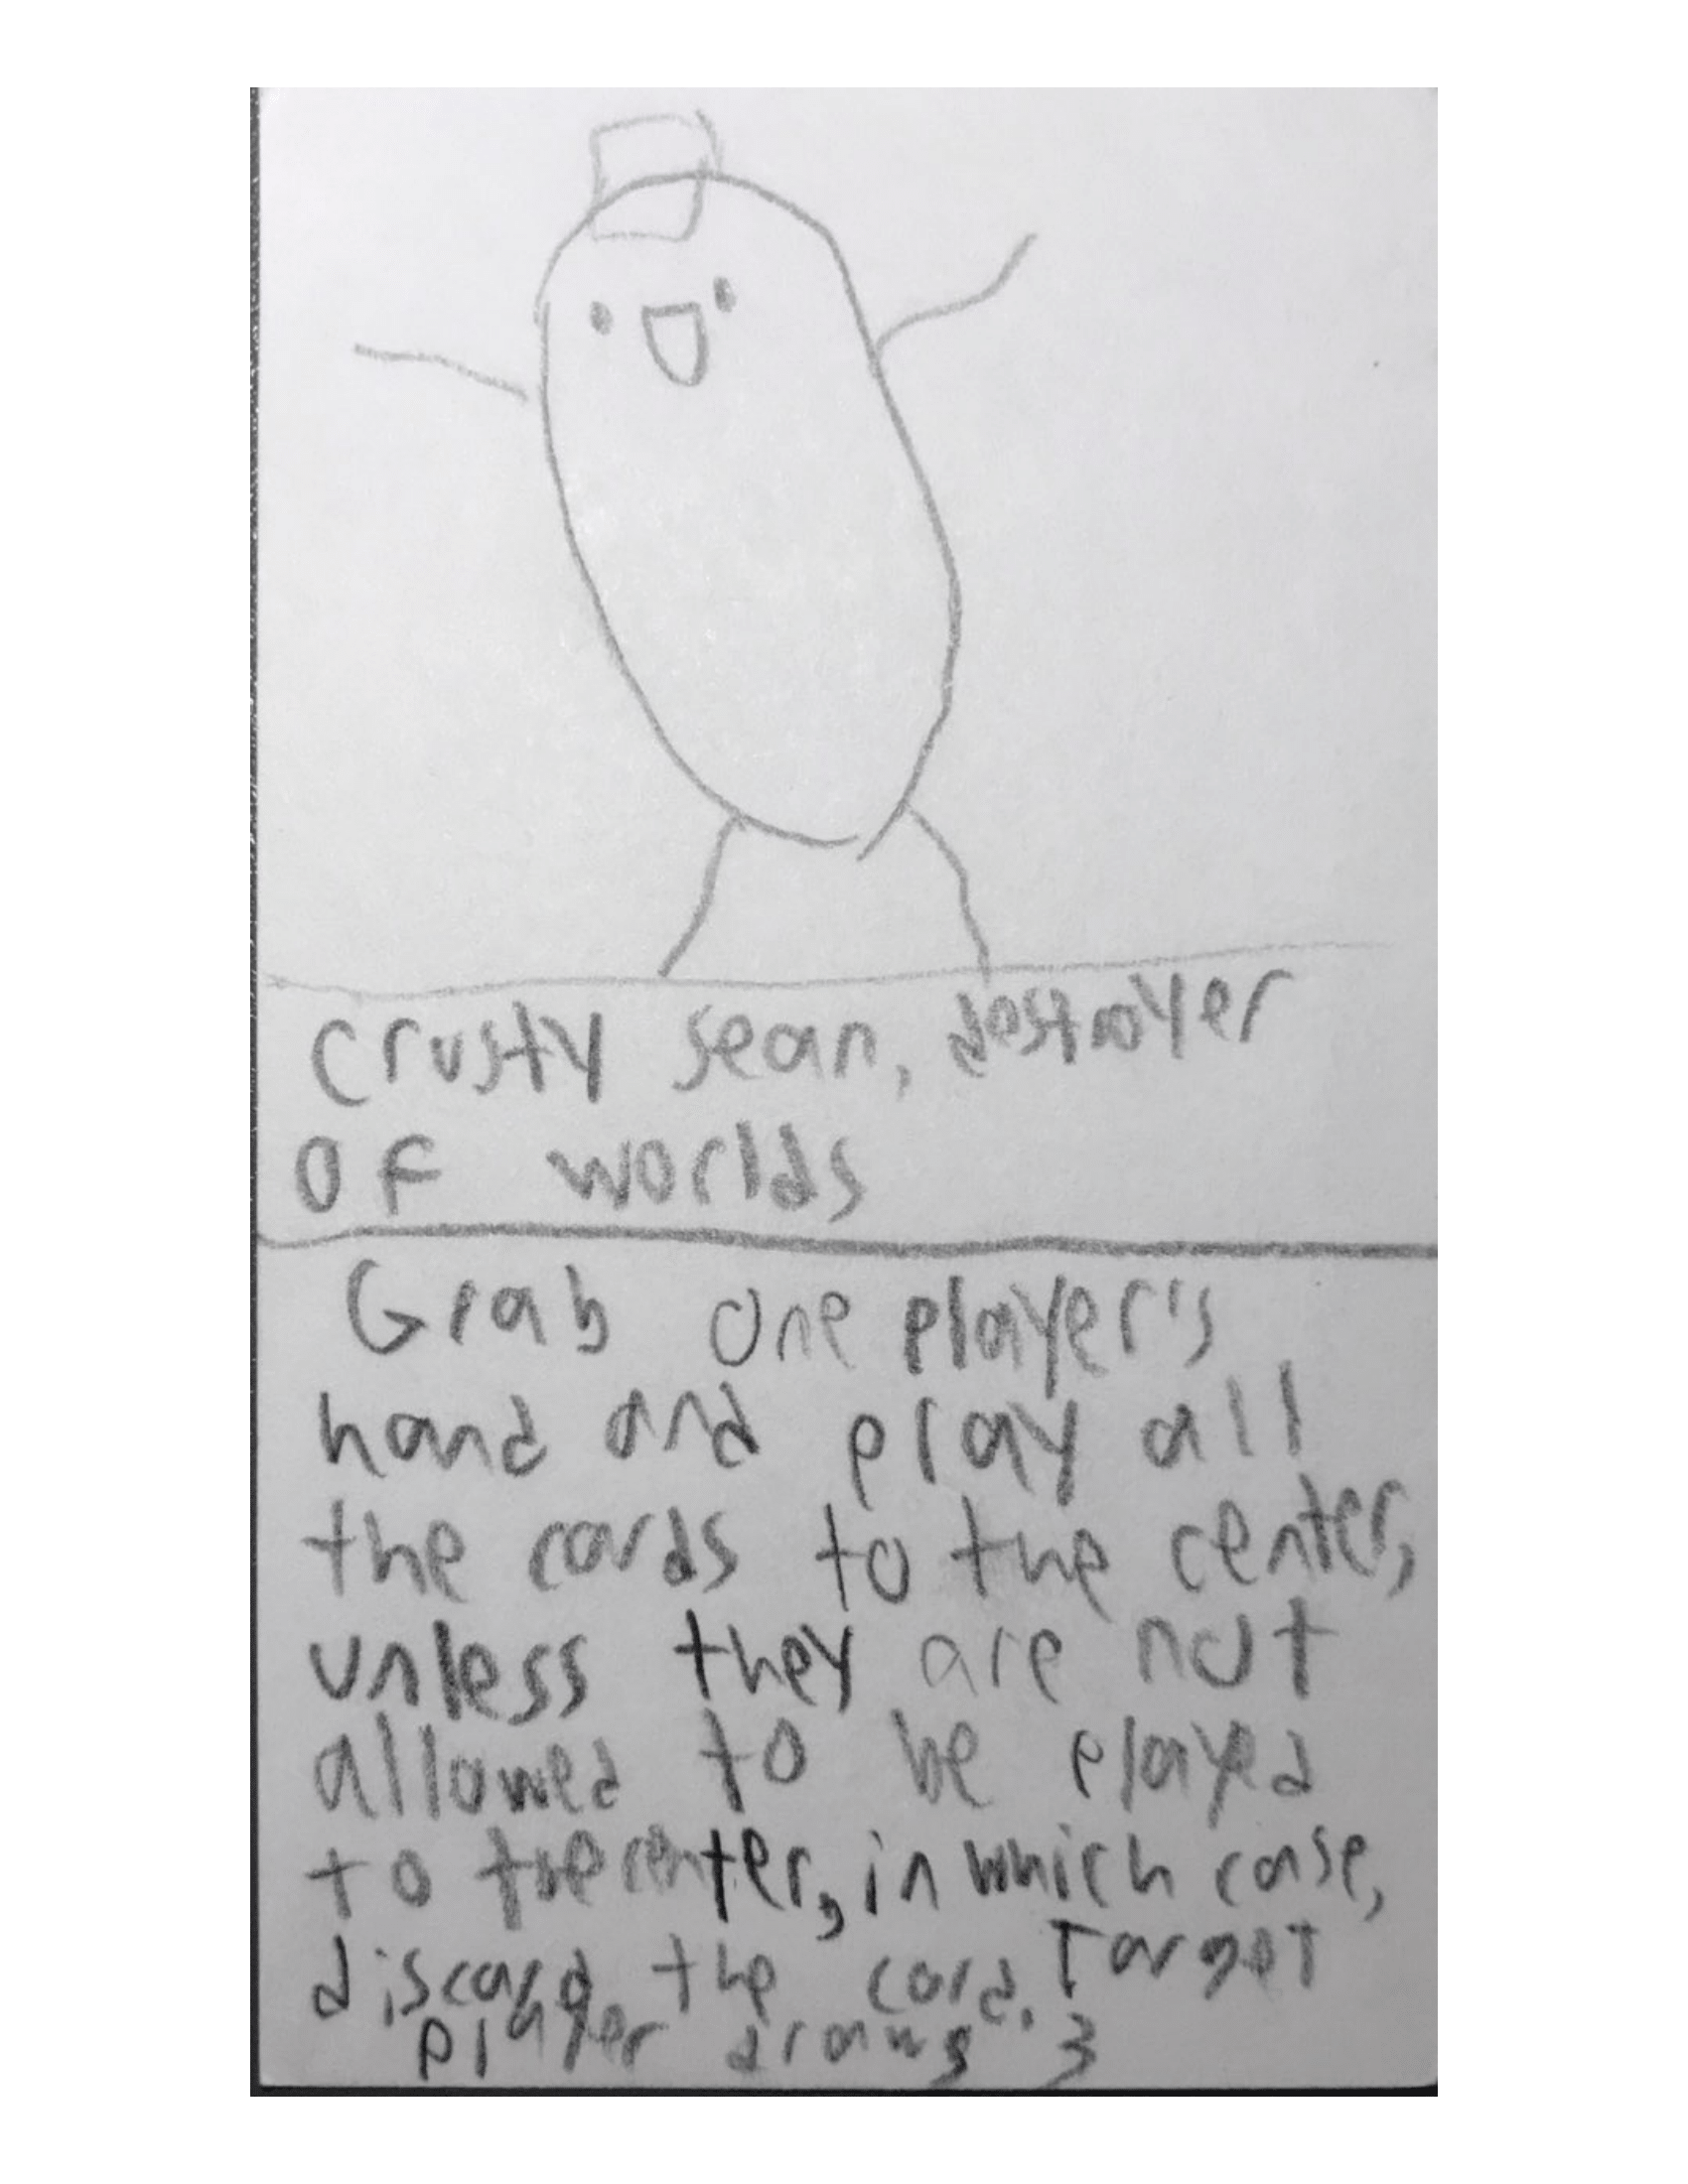 Crusty sean, destroyer
of worlds
Grab one player's
hand and play all
the cards to the center,
unless they are not
allowed to be played
to the center, in which case,
discard the card. Target
player draws 3